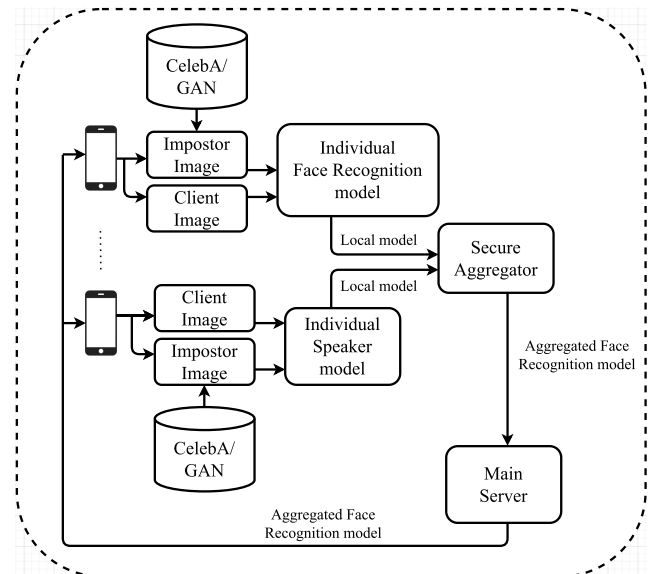 CelebA/
GAN
Impostor
Image
Client
Image
Individual
Face Recognition
model
Local model
Secure
Aggregator
Local model
Client
Image
Impostor
Image
Individual
Speaker
model
Aggregated Face
Recognition model
CelebA/
GAN
Main
Server
Aggregated Face
Recognition model